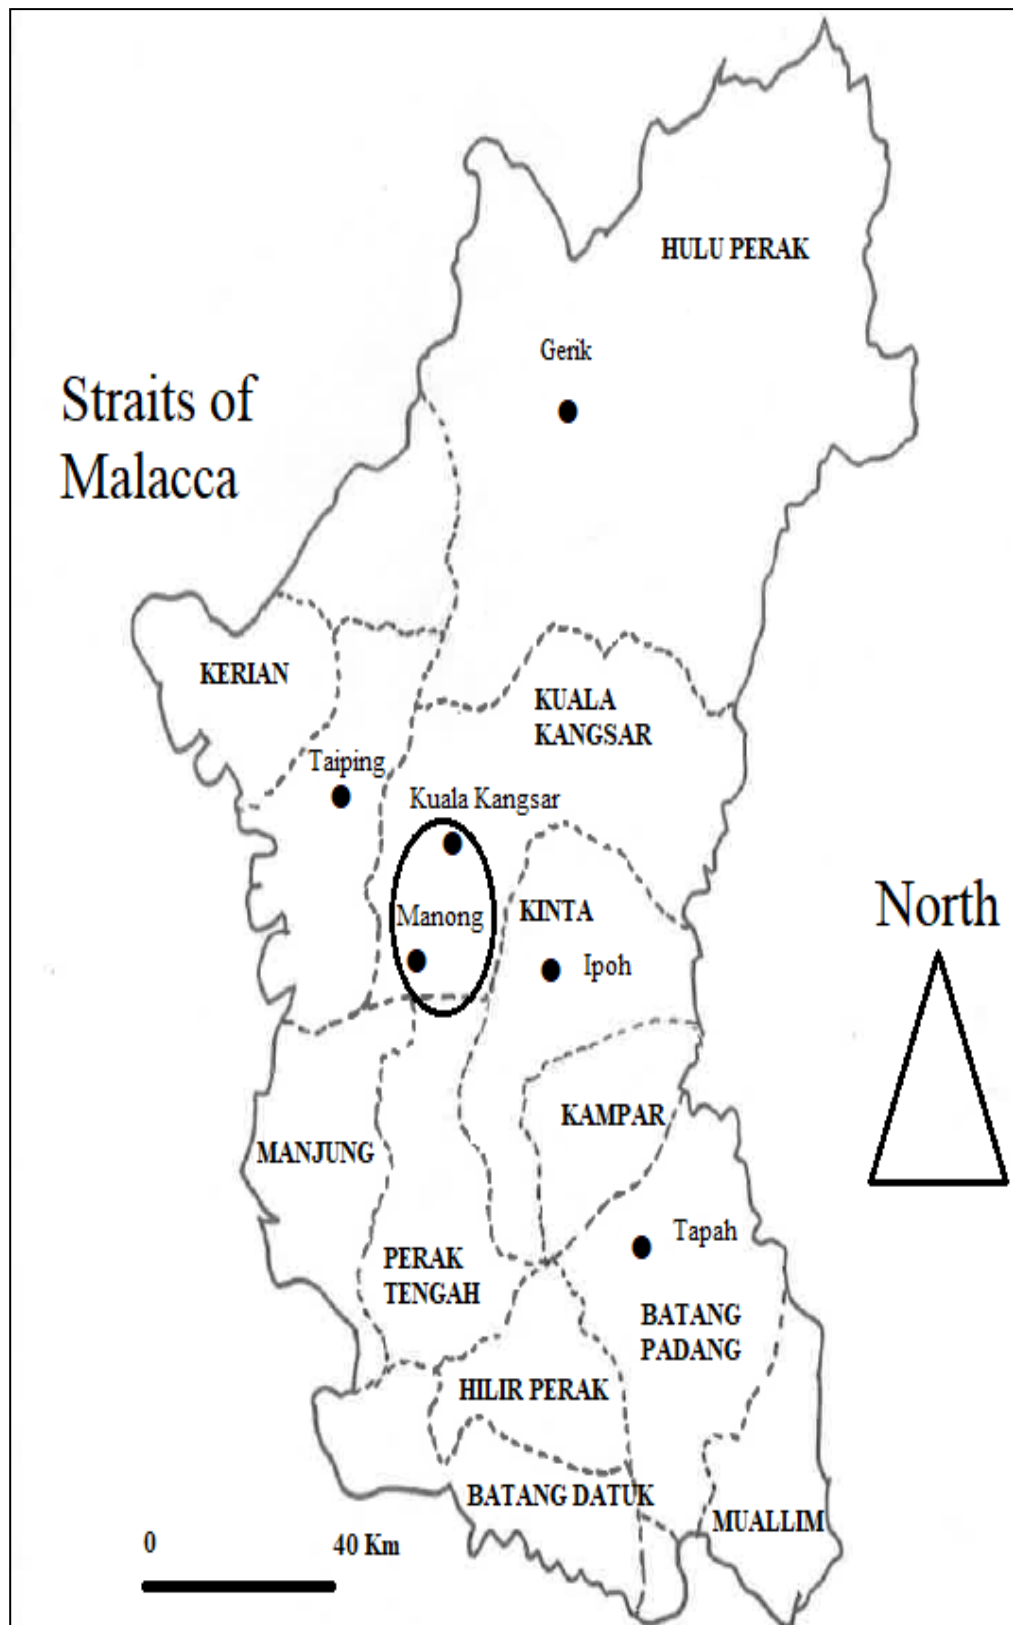 HULU PERAK
Gerik
Straits of
Malacca
KERIAN
KUALA
KANGSAR
Taiping
Kuala Kangsar
Manong
KINTA
North
Ipoh
KAMPAR
MANJUNG
Tapah
PERAK
TENGAH
BATANG
PADANG
HILIR PERAK
BATANG DATUK
MUALLIM
0
40 Km